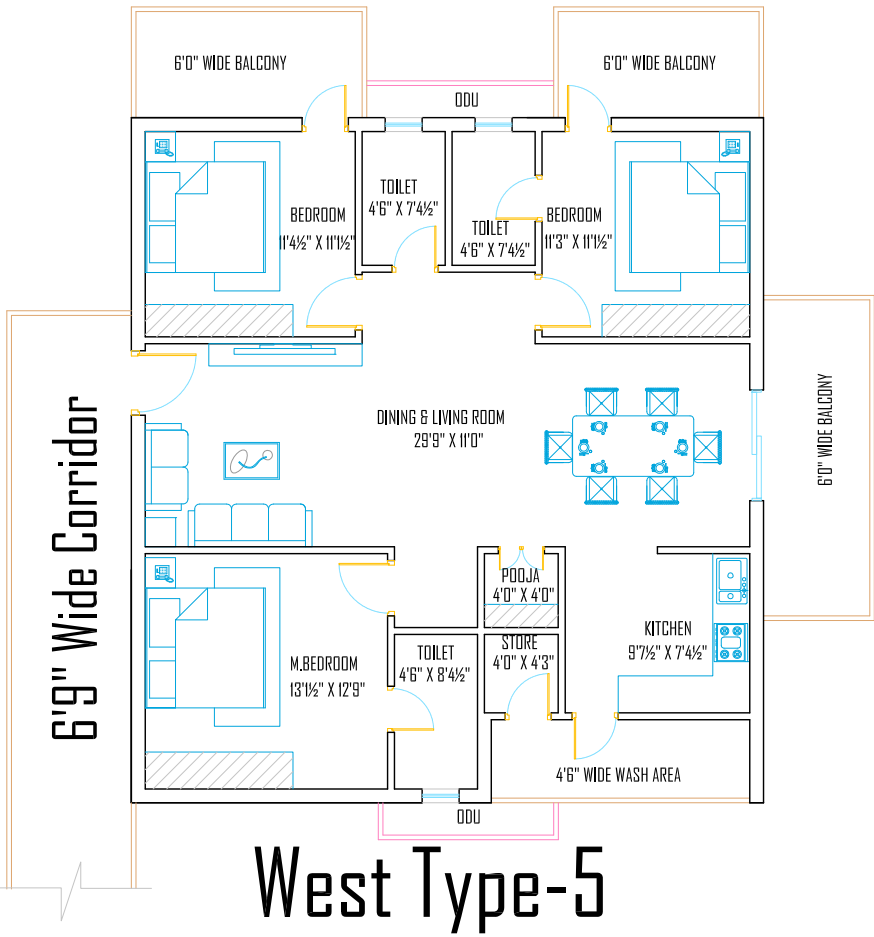 6'0" WIDE BALCONY
6'0" WIDE BALCONY
ODU
TOILET
4'6" X 7'4½"
BEDROOM
11'4½" X 11'1½"
TOILET
4'6" X 7'4½"
BEDROOM
11'3" X 11'1½"
DINING & LIVING ROOM
29'9" X 11'0"
6'0" WIDE BALCONY
6'9" Wide Corridor
POOJA
4'0" X 4'0"
KITCHEN
9'7½" X 7'4½"
STORE
4'0" X 4'3"
TOILET
4'6" X 8'4½"
M.BEDROOM
13'1½" X 12'9"
4'6" WIDE WASH AREA
ODU
West Type-5